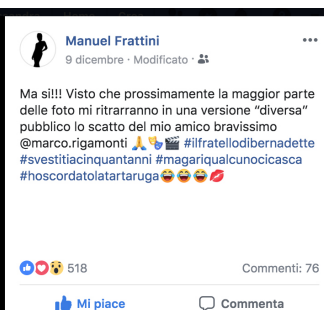 Manuel Frattini
9 dicembre · Modificato ·
Ma si!!! Visto che prossimamente la maggior parte
delle foto mi ritrarranno in una versione “diversa”
pubblico lo scatto del mio amico bravissimo
@marco.rigamonti 🙏🎭🎬 #ilfratellodibernadette
#svestitiacinquantanni #magariqualcunocicasca
#hoscordatolatartaruga😂😂😂💋
518 Commenti: 76
Mi piace Commenta